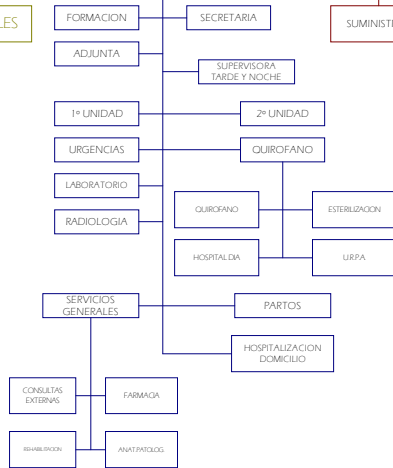 LES
FORMACION
SECRETARIA
SUMINISTI
ADJUNTA
SUPERVISORA
TARDE Y NOCHE
1º UNIDAD
2º UNIDAD
URGENCIAS
QUIROFANO
LABORATORIO
QUIROFANO
ESTERILIZACION
RADIOLOGIA
HOSPITAL DIA
U.R.P.A.
SERVICIOS
GENERALES
PARTOS
HOSPITALIZACION
DOMICILIO
CONSULTAS
EXTERNAS
FARMACIA
REHABILITACION
ANAT.PATOLOG.